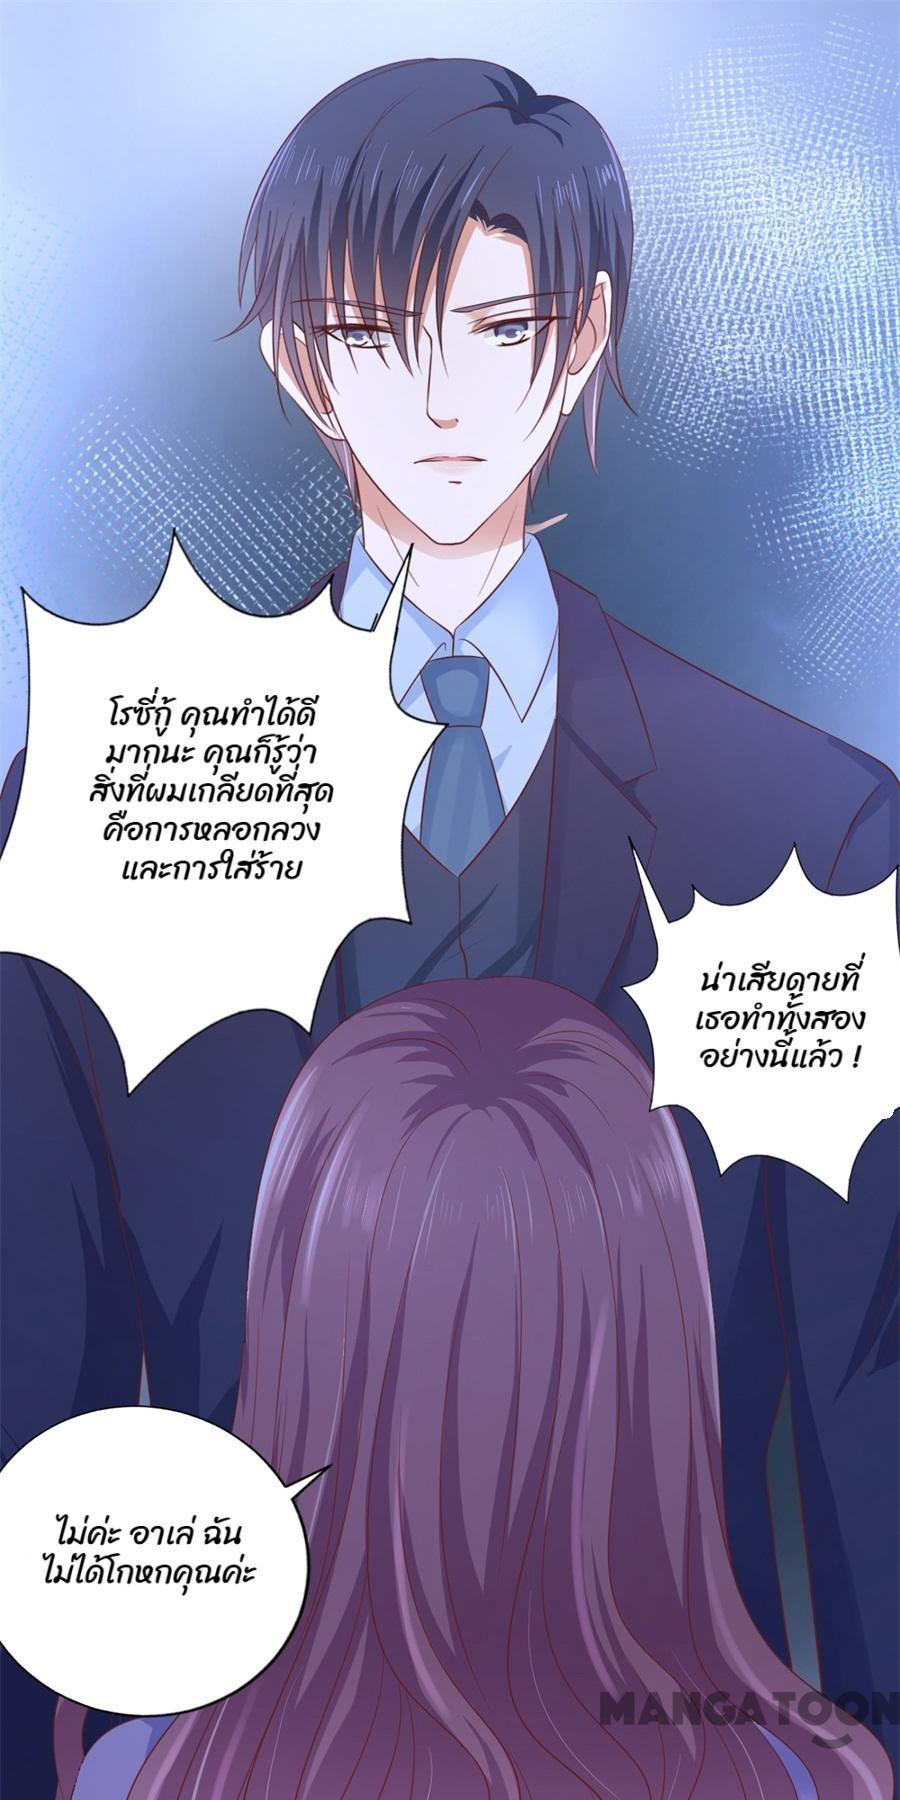 โรซี่กู้ คุณทำได้ดี
มากนะ คุณก็รู้ว่า
สิ่งที่ผมเกลียดที่สุด
คือการหลอกลวง
และการใส่ร้าย
น่าเสียดายที่
เธอทำทั้งสอง
อย่างนี้แล้ว !
ไม่ค่ะ อาเล่ ฉัน
ไม่ได้โกหกคุณค่ะ
MANGATOON